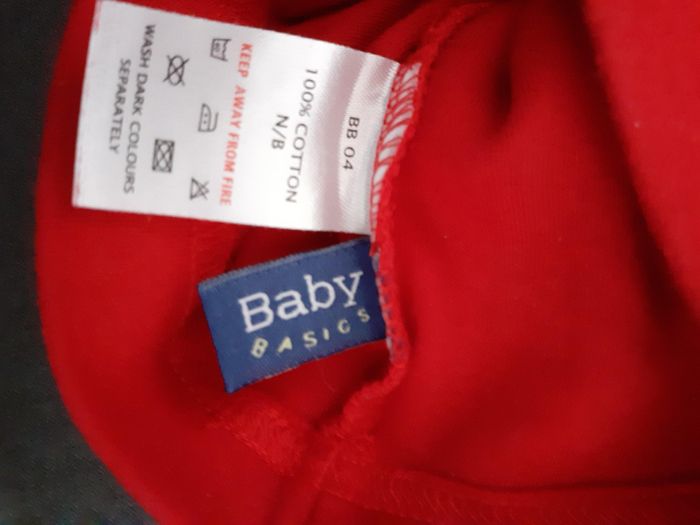 BB 04
100% COTTON
N/B
KEEP AWAY FROM FIRE
WASH DARK COLOURS
SEPARATELY
Baby
BASICS